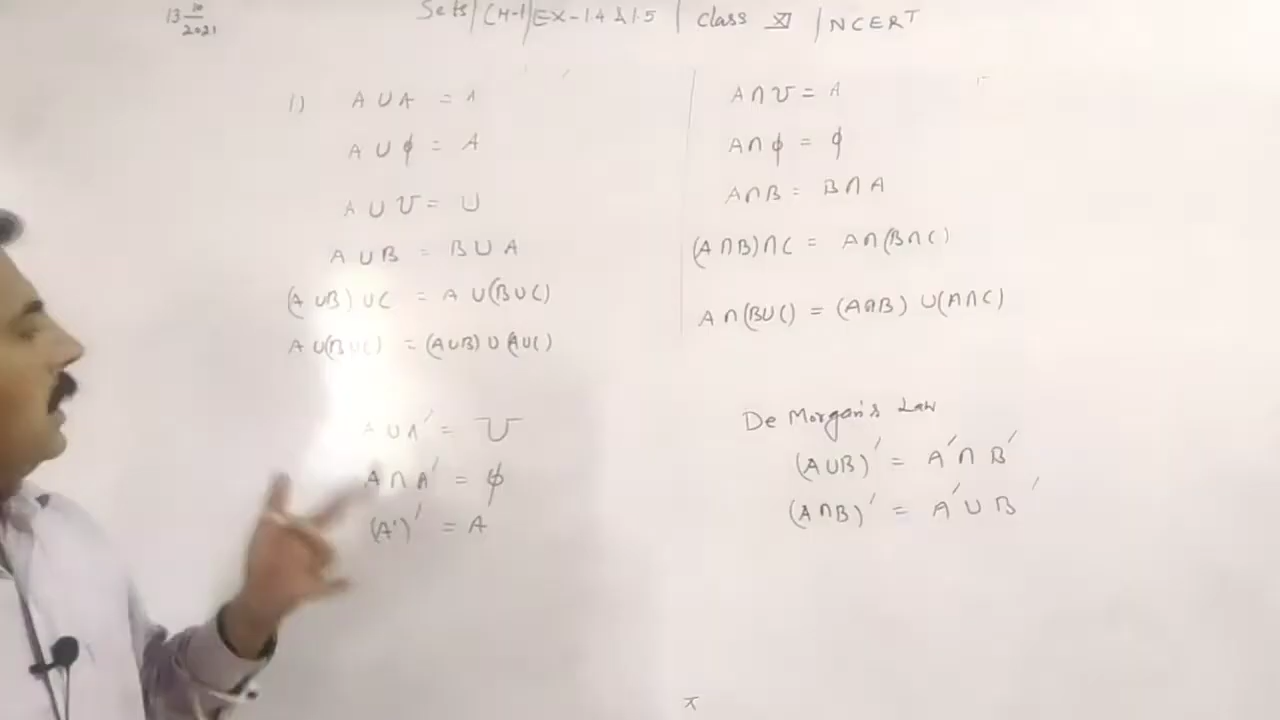 13 10/2021
Sets / CH-1 / EX-1.4 & 1.5 / class XI / NCERT
1) A ∪ A = A
A ∪ ϕ = A
A ∪ U = U
A ∪ B = B ∪ A
(A ∪ B) ∪ C = A ∪ (B ∪ C)
A ∪ (B ∪ C) = (A ∪ B) ∪ (A ∪ C)
A ∪ A′ = U
A ∩ A′ = ϕ
(A′)′ = A
A ∩ U = A
A ∩ ϕ = ϕ
A ∩ B = B ∩ A
(A ∩ B) ∩ C = A ∩ (B ∩ C)
A ∩ (B ∪ C) = (A ∩ B) ∪ (A ∩ C)
De Morgan's Law
(A ∪ B)′ = A′ ∩ B′
(A ∩ B)′ = A′ ∪ B′